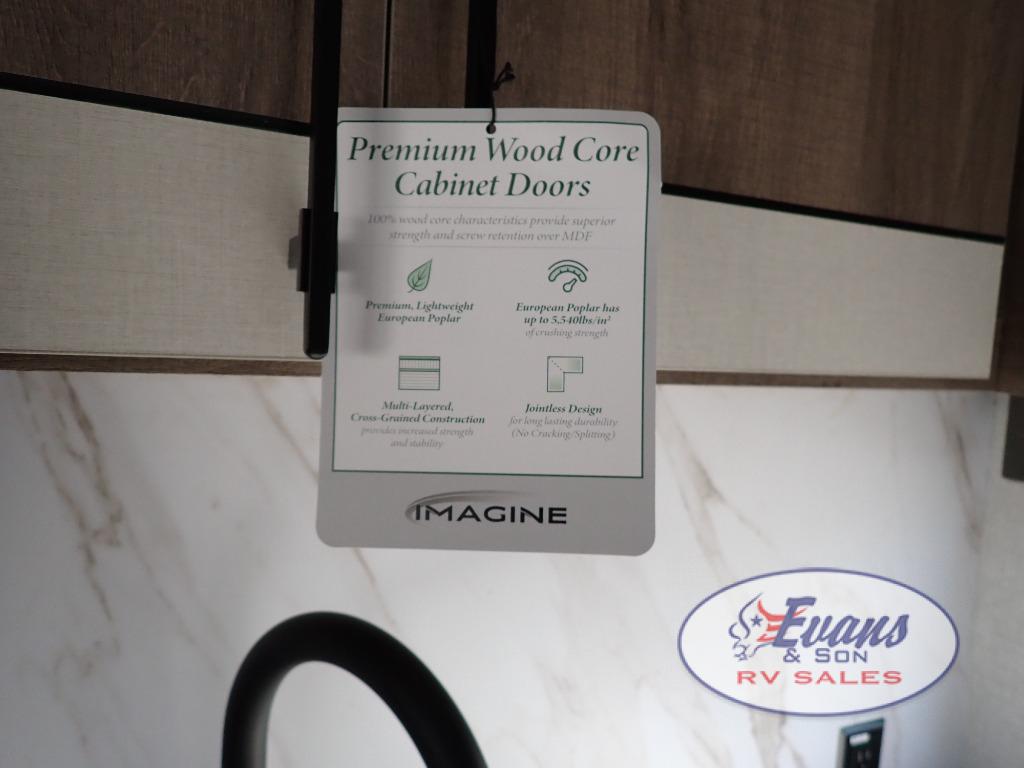 Premium Wood Core
Cabinet Doors
100% wood core characteristics provide superior
strength and screw retention over MDF
Premium, Lightweight
European Poplar
European Poplar has
up to 5,540lbs/in²
of crushing strength
Multi-Layered,
Cross-Grained Construction
provides increased strength
and stability
Jointless Design
for long lasting durability
(No Cracking/Splitting)
IMAGINE
Evans
& SON
RV SALES